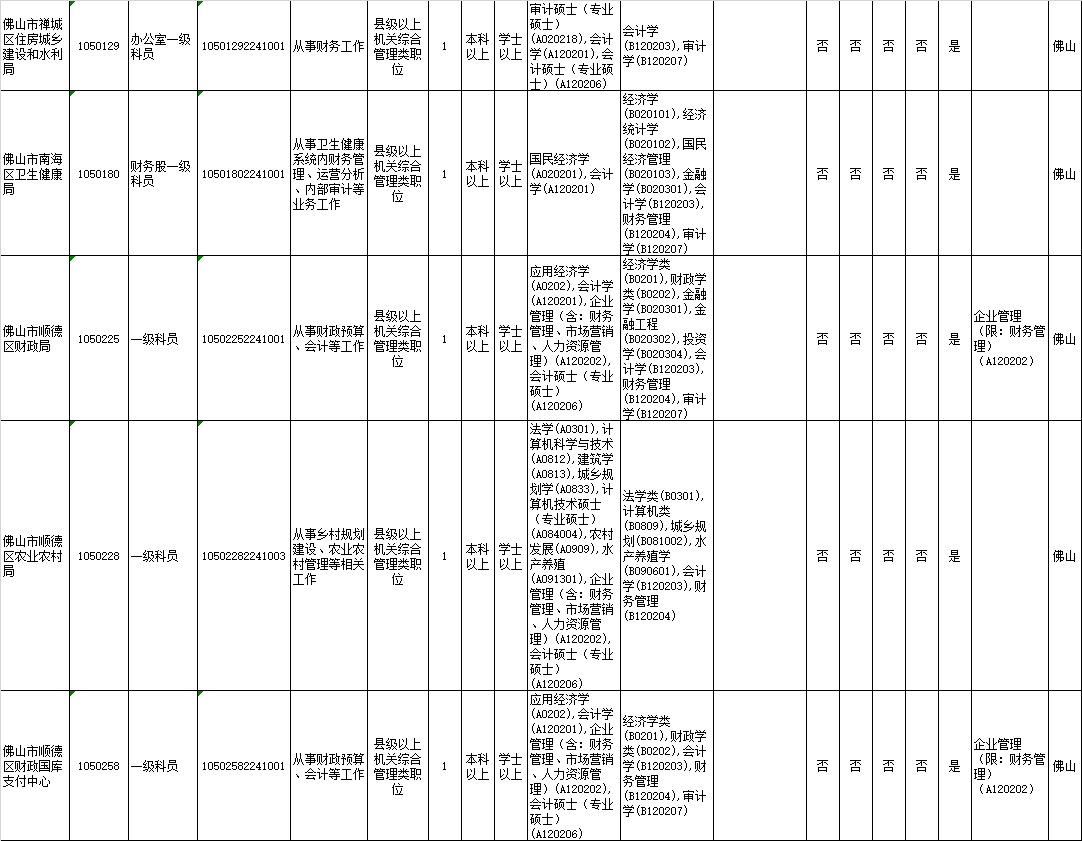 佛山市禅城
区住房城乡
建设和水利
局
1050129
办公室一级
科员
10501292241001
从事财务工作
县级以上
机关综合
管理类职
位
1
本科
以上
学士
以上
审计硕士（专业
硕士）
(A020218),会计
学(A120201),会
计硕士（专业硕
士）(A120206)
会计学
(B120203),审计
学(B120207)
否
否
否
否
是
佛山
佛山市南海
区卫生健康
局
1050180
财务股一级
科员
10501802241001
从事卫生健康
系统内财务管
理、运营分析
、内部审计等
业务工作
县级以上
机关综合
管理类职
位
1
本科
以上
学士
以上
国民经济学
(A020201),会计
学(A120201)
经济学
(B020101),经济
统计学
(B020102),国民
经济管理
(B020103),金融
学(B020301),会
计学(B120203),
财务管理
(B120204),审计
学(B120207)
否
否
否
否
是
佛山
佛山市顺德
区财政局
1050225
一级科员
10502252241001
从事财政预算
、会计等工作
县级以上
机关综合
管理类职
位
1
本科
以上
学士
以上
应用经济学
(A0202),会计学
(A120201),企业
管理（含：财务
管理、市场营销
、人力资源管
理）(A120202),
会计硕士（专业
硕士）
(A120206)
经济学类
(B0201),财政学
类(B0202),金融
学(B020301),金
融工程
(B020302),投资
学(B020304),会
计学(B120203),
财务管理
(B120204),审计
学(B120207)
否
否
否
否
是
企业管理
（限：财务管
理）
（A120202）
佛山
佛山市顺德
区农业农村
局
1050228
一级科员
10502282241003
从事乡村规划
建设、农业农
村管理等相关
工作
县级以上
机关综合
管理类职
位
1
本科
以上
学士
以上
法学(A0301),计
算机科学与技术
(A0812),建筑学
(A0813),城乡规
划学(A0833),计
算机技术硕士
（专业硕士）
(A084004),农村
发展(A0909),水
产养殖
(A091301),企业
管理（含：财务
管理、市场营销
、人力资源管
理）(A120202),
会计硕士（专业
硕士）
(A120206)
法学类(B0301),
计算机类
(B0809),城乡规
划(B081002),水
产养殖学
(B090601),会计
学(B120203),财
务管理
(B120204)
否
否
否
否
是
佛山
佛山市顺德
区财政国库
支付中心
1050258
一级科员
10502582241001
从事财政预算
、会计等工作
县级以上
机关综合
管理类职
位
1
本科
以上
学士
以上
应用经济学
(A0202),会计学
(A120201),企业
管理（含：财务
管理、市场营销
、人力资源管
理）(A120202),
会计硕士（专业
硕士）
(A120206)
经济学类
(B0201),财政学
类(B0202),会计
学(B120203),财
务管理
(B120204),审计
学(B120207)
否
否
否
否
是
企业管理
（限：财务管
理）
（A120202）
佛山